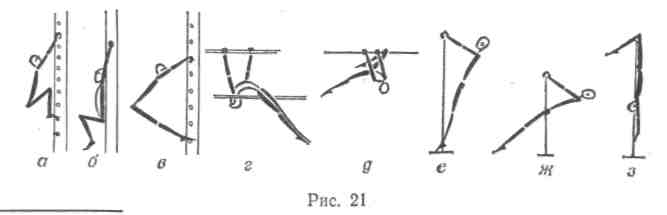 а б в г д е ж з
Рис. 21